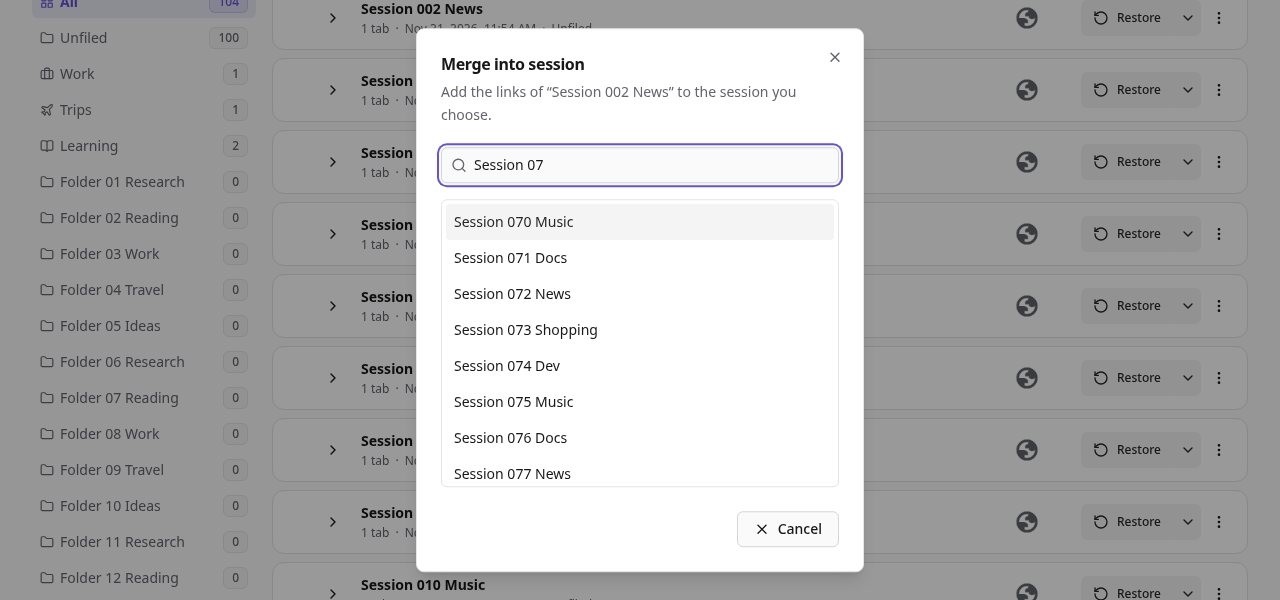 All 104
Unfiled 100
Work 1
Trips 1
Learning 2
Folder 01 Research 0
Folder 02 Reading 0
Folder 03 Work 0
Folder 04 Travel 0
Folder 05 Ideas 0
Folder 06 Research 0
Folder 07 Reading 0
Folder 08 Work 0
Folder 09 Travel 0
Folder 10 Ideas 0
Folder 11 Research 0
Folder 12 Reading 0
Session 002 News
1 tab · Nov 21, 2026, 11:54 AM · Unfiled
Restore
Session
1 tab ·
Restore
Session
1 tab ·
Restore
Session
1 tab ·
Restore
Session
1 tab ·
Restore
Session
1 tab ·
Restore
Session
1 tab ·
Restore
Session
1 tab ·
Restore
Session 010 Music
Restore
Merge into session
Add the links of “Session 002 News” to the session you
choose.
Session 07
Session 070 Music
Session 071 Docs
Session 072 News
Session 073 Shopping
Session 074 Dev
Session 075 Music
Session 076 Docs
Session 077 News
Cancel